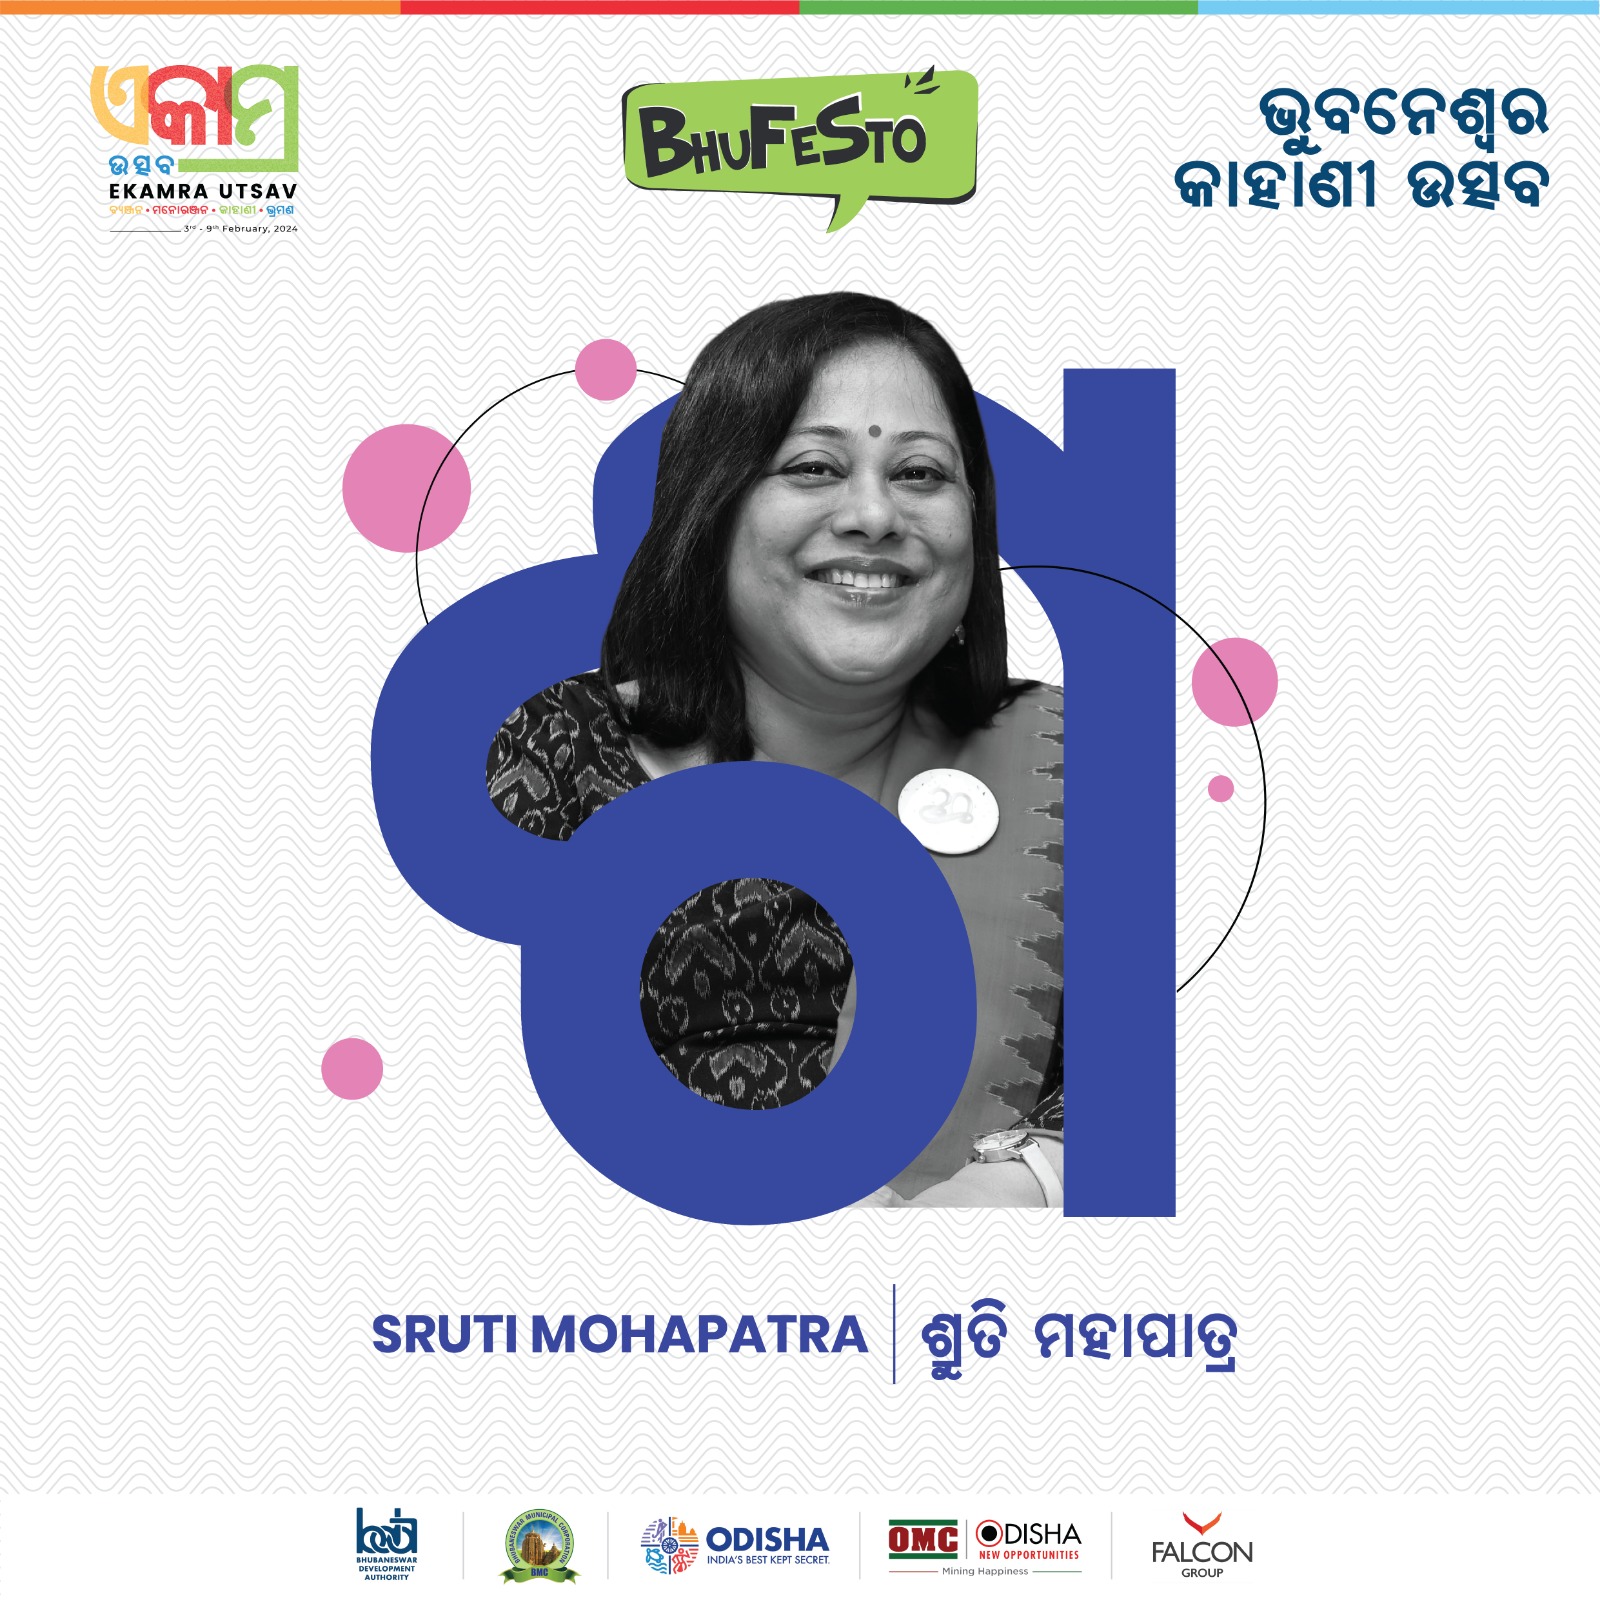 ଏକାମ୍ର
ଉତ୍ସବ
EKAMRA UTSAV
ବ୍ୟଞ୍ଜନ • ମନୋରଞ୍ଜନ • କାହାଣୀ • ଭ୍ରମଣ
3rd - 9th February, 2024
BHUFESTO
ଭୁବନେଶ୍ୱର
କାହାଣୀ ଉତ୍ସବ
ଶ
SRUTI MOHAPATRA | ଶ୍ରୁତି ମହାପାତ୍ର
bda
BHUBANESWAR
DEVELOPMENT
AUTHORITY
BHUBANESWAR MUNICIPAL CORPORATION
BMC
ODISHA
INDIA'S BEST KEPT SECRET.
OMC
ODISHA
NEW OPPORTUNITIES
Mining Happiness
FALCON
GROUP